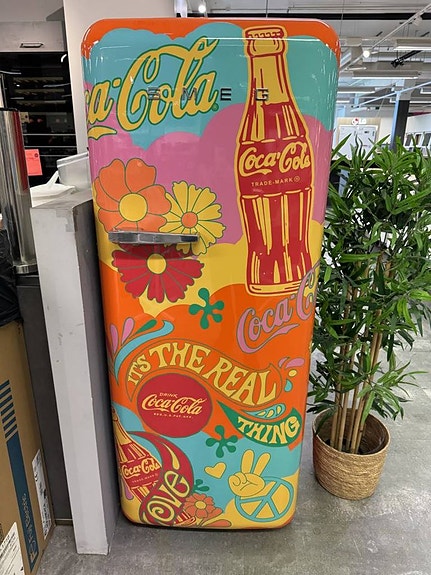 Coca-Cola
SMEG
Coca-Cola
TRADE-MARK ®
Coca-Cola
IT'S THE REAL
THING
DRINK
Coca-Cola
Coca-Cola
LOVE